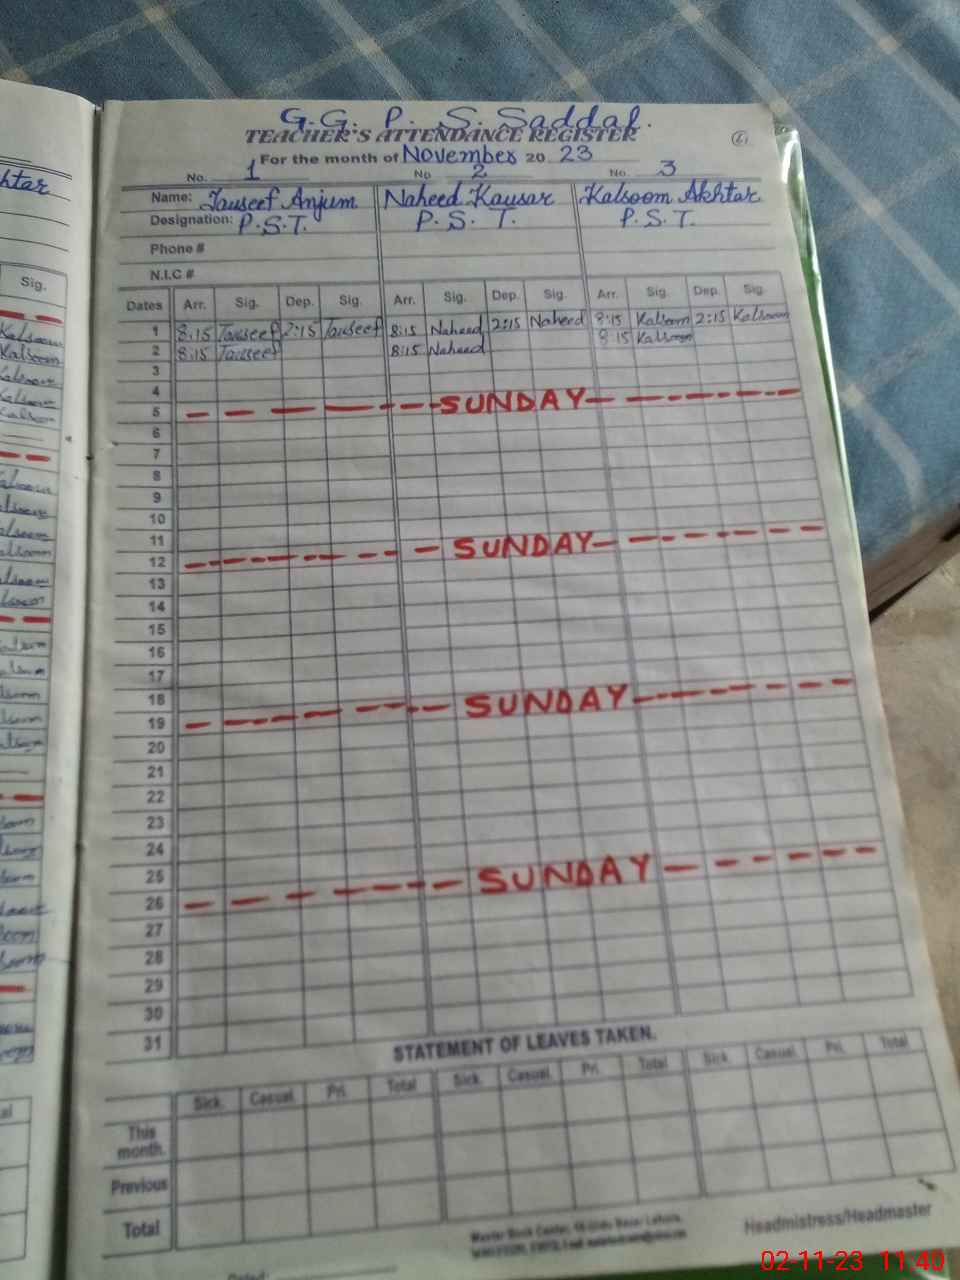 G.G. P. S. Saddal.
TEACHER'S ATTENDANCE REGISTER
For the month of November 20 23
No. 1 No 2 No. 3
Name: Tauseef Anjum Naheed Kausar Kalsoom Akhtar
Designation: P.S.T. P.S.T. P.S.T.
Phone #
N.I.C #
Dates Arr. Sig. Dep. Sig. Arr. Sig. Dep. Sig. Arr. Sig. Dep. Sig.
1 8:15 Tauseef 2:15 Tauseef 8:15 Naheed 2:15 Naheed 8:15 Kalsoom 2:15 Kalsoom
2 8:15 Tauseef 8:15 Naheed 8:15 Kalsoom
3
4
5 SUNDAY
6
7
8
9
10
11
12 SUNDAY
13
14
15
16
17
18
19 SUNDAY
20
21
22
23
24
25
26 SUNDAY
27
28
29
30
31
STATEMENT OF LEAVES TAKEN.
Sick. Casual. Pri. Total Sick. Casual. Pri. Total Sick. Casual. Pri. Total
This month.
Previous
Total
Headmistress/Headmaster
Dated:
02-11-23 11:40